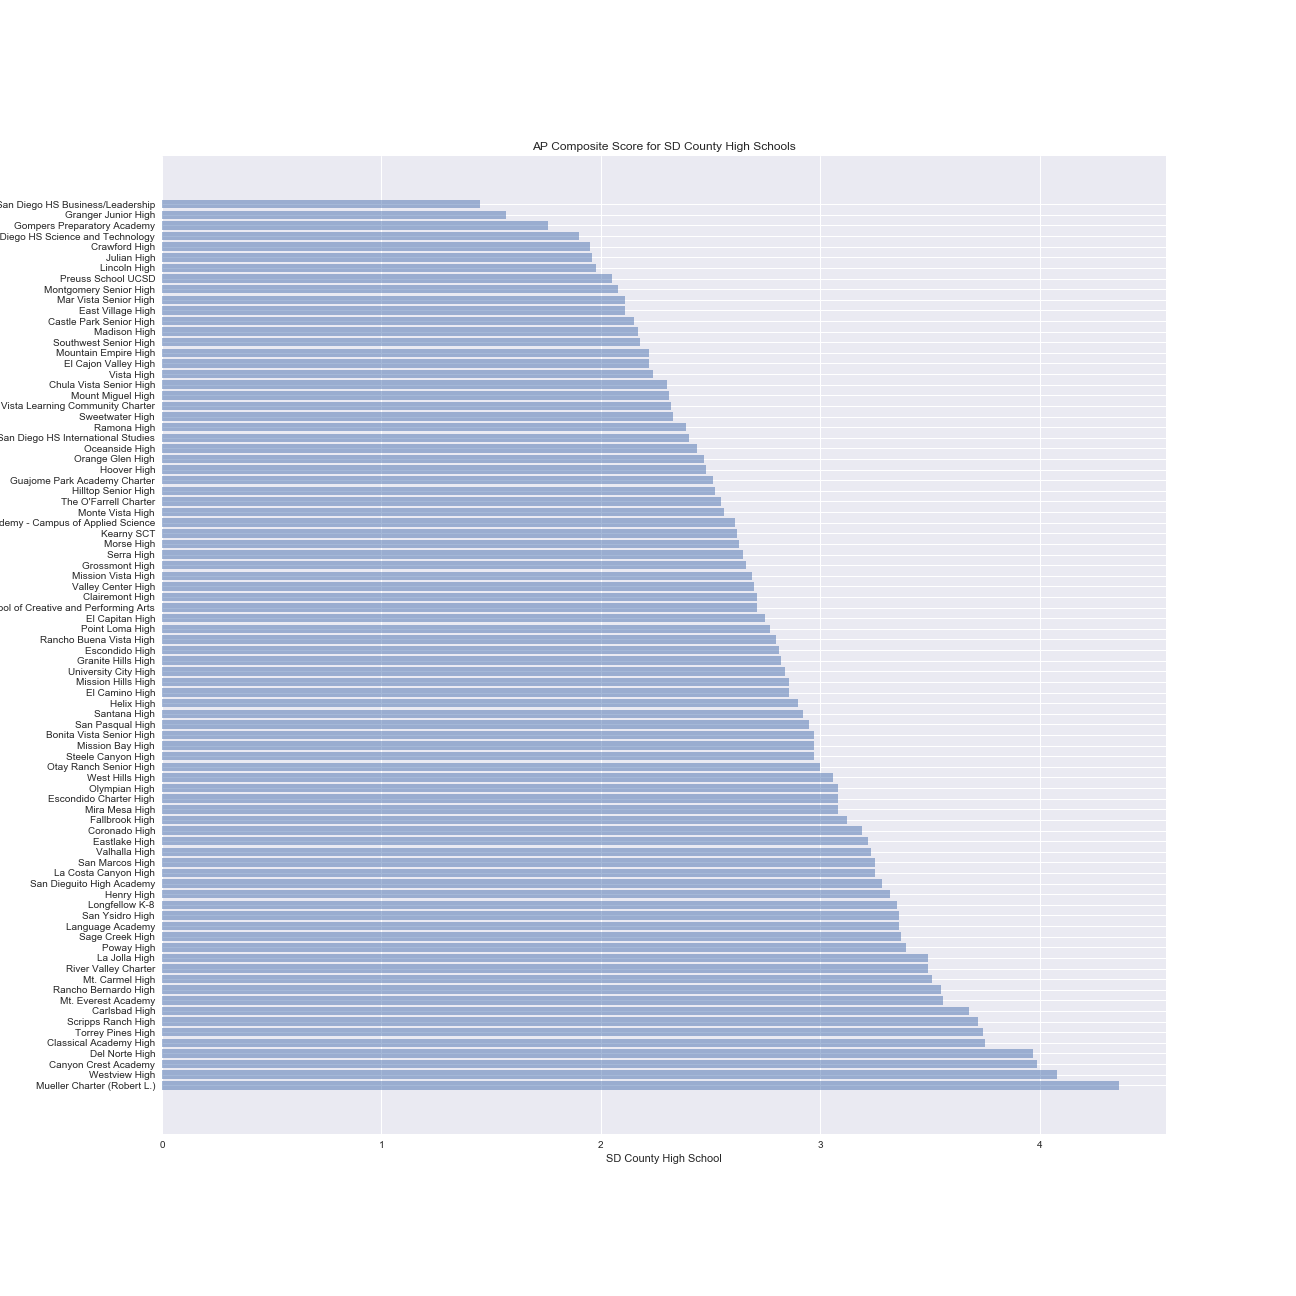 AP Composite Score for SD County High Schools
San Diego HS Business/Leadership
Granger Junior High
Gompers Preparatory Academy
Diego HS Science and Technology
Crawford High
Julian High
Lincoln High
Preuss School UCSD
Montgomery Senior High
Mar Vista Senior High
East Village High
Castle Park Senior High
Madison High
Southwest Senior High
Mountain Empire High
El Cajon Valley High
Vista High
Chula Vista Senior High
Mount Miguel High
Vista Learning Community Charter
Sweetwater High
Ramona High
San Diego HS International Studies
Oceanside High
Orange Glen High
Hoover High
Guajome Park Academy Charter
Hilltop Senior High
The O'Farrell Charter
Monte Vista High
demy - Campus of Applied Science
Kearny SCT
Morse High
Serra High
Grossmont High
Mission Vista High
Valley Center High
Clairemont High
ool of Creative and Performing Arts
El Capitan High
Point Loma High
Rancho Buena Vista High
Escondido High
Granite Hills High
University City High
Mission Hills High
El Camino High
Helix High
Santana High
San Pasqual High
Bonita Vista Senior High
Mission Bay High
Steele Canyon High
Otay Ranch Senior High
West Hills High
Olympian High
Escondido Charter High
Mira Mesa High
Fallbrook High
Coronado High
Eastlake High
Valhalla High
San Marcos High
La Costa Canyon High
San Dieguito High Academy
Henry High
Longfellow K-8
San Ysidro High
Language Academy
Sage Creek High
Poway High
La Jolla High
River Valley Charter
Mt. Carmel High
Rancho Bernardo High
Mt. Everest Academy
Carlsbad High
Scripps Ranch High
Torrey Pines High
Classical Academy High
Del Norte High
Canyon Crest Academy
Westview High
Mueller Charter (Robert L.)
0 1 2 3 4
SD County High School